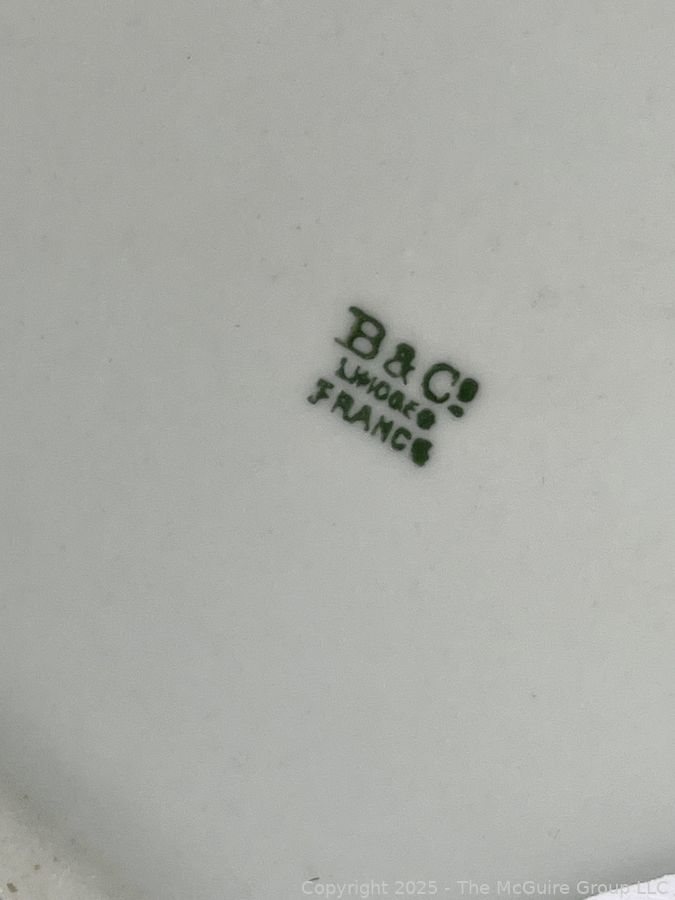 B & Co
LIMOGES
FRANCE
Copyright 2025 - The McGuire Group LLC